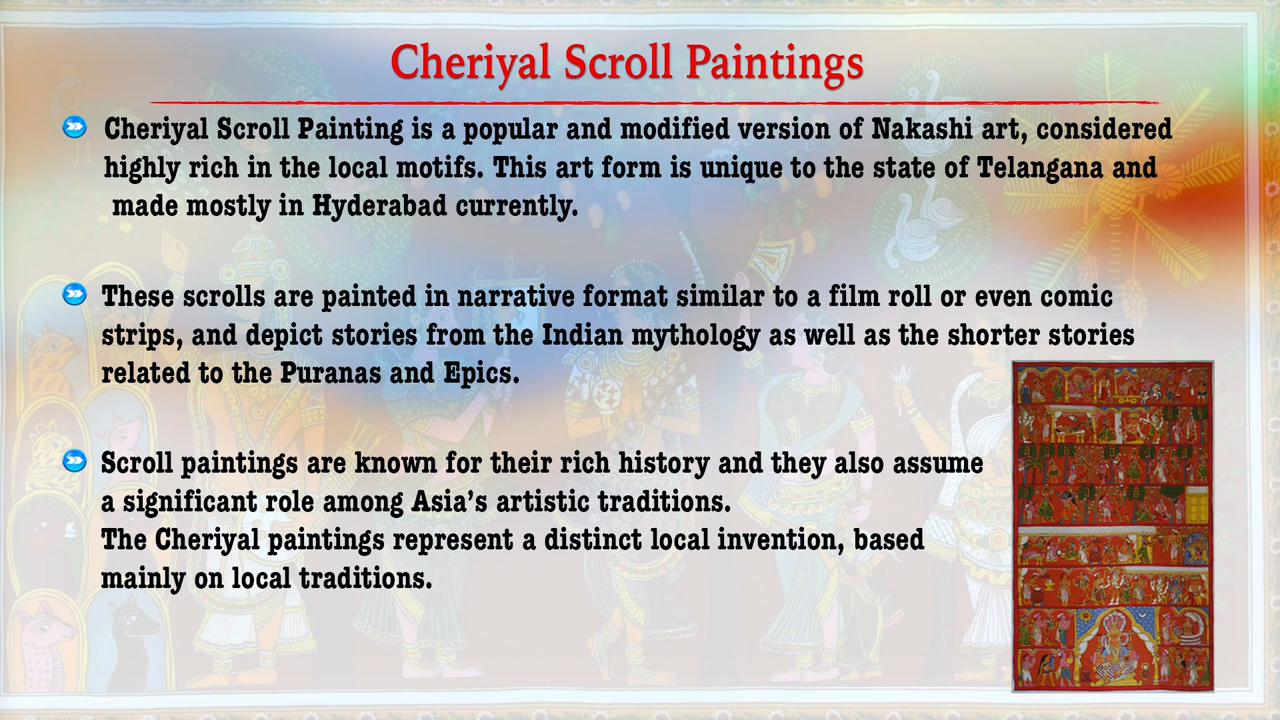 Cheriyal Scroll Paintings
Cheriyal Scroll Painting is a popular and modified version of Nakashi art, considered
highly rich in the local motifs. This art form is unique to the state of Telangana and
made mostly in Hyderabad currently.
These scrolls are painted in narrative format similar to a film roll or even comic
strips, and depict stories from the Indian mythology as well as the shorter stories
related to the Puranas and Epics.
Scroll paintings are known for their rich history and they also assume
a significant role among Asia's artistic traditions.
The Cheriyal paintings represent a distinct local invention, based
mainly on local traditions.